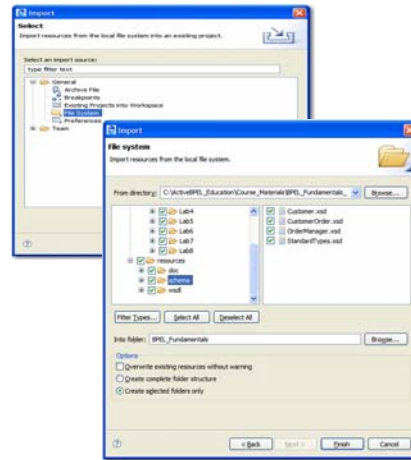 Import
Select
Import resources from the local file system into an existing project.
Select an import source:
type filter text
General
Archive File
Breakpoints
Existing Projects into Workspace
File System
Preferences
Team
Import
File system
Import resources from the local file system.
From directory: C:\ActiveBPEL_Education\Course_Materials\BPEL_Fundamentals_
Browse...
Lab4
Lab5
Lab6
Lab7
Lab8
resources
doc
schema
wsdl
Customer.xsd
CustomerOrder.xsd
OrderManager.xsd
StandardTypes.xsd
Filter Types...
Select All
Deselect All
Into folder: BPEL_Fundamentals
Browse...
Options
Overwrite existing resources without warning
Create complete folder structure
Create selected folders only
< Back
Next >
Finish
Cancel